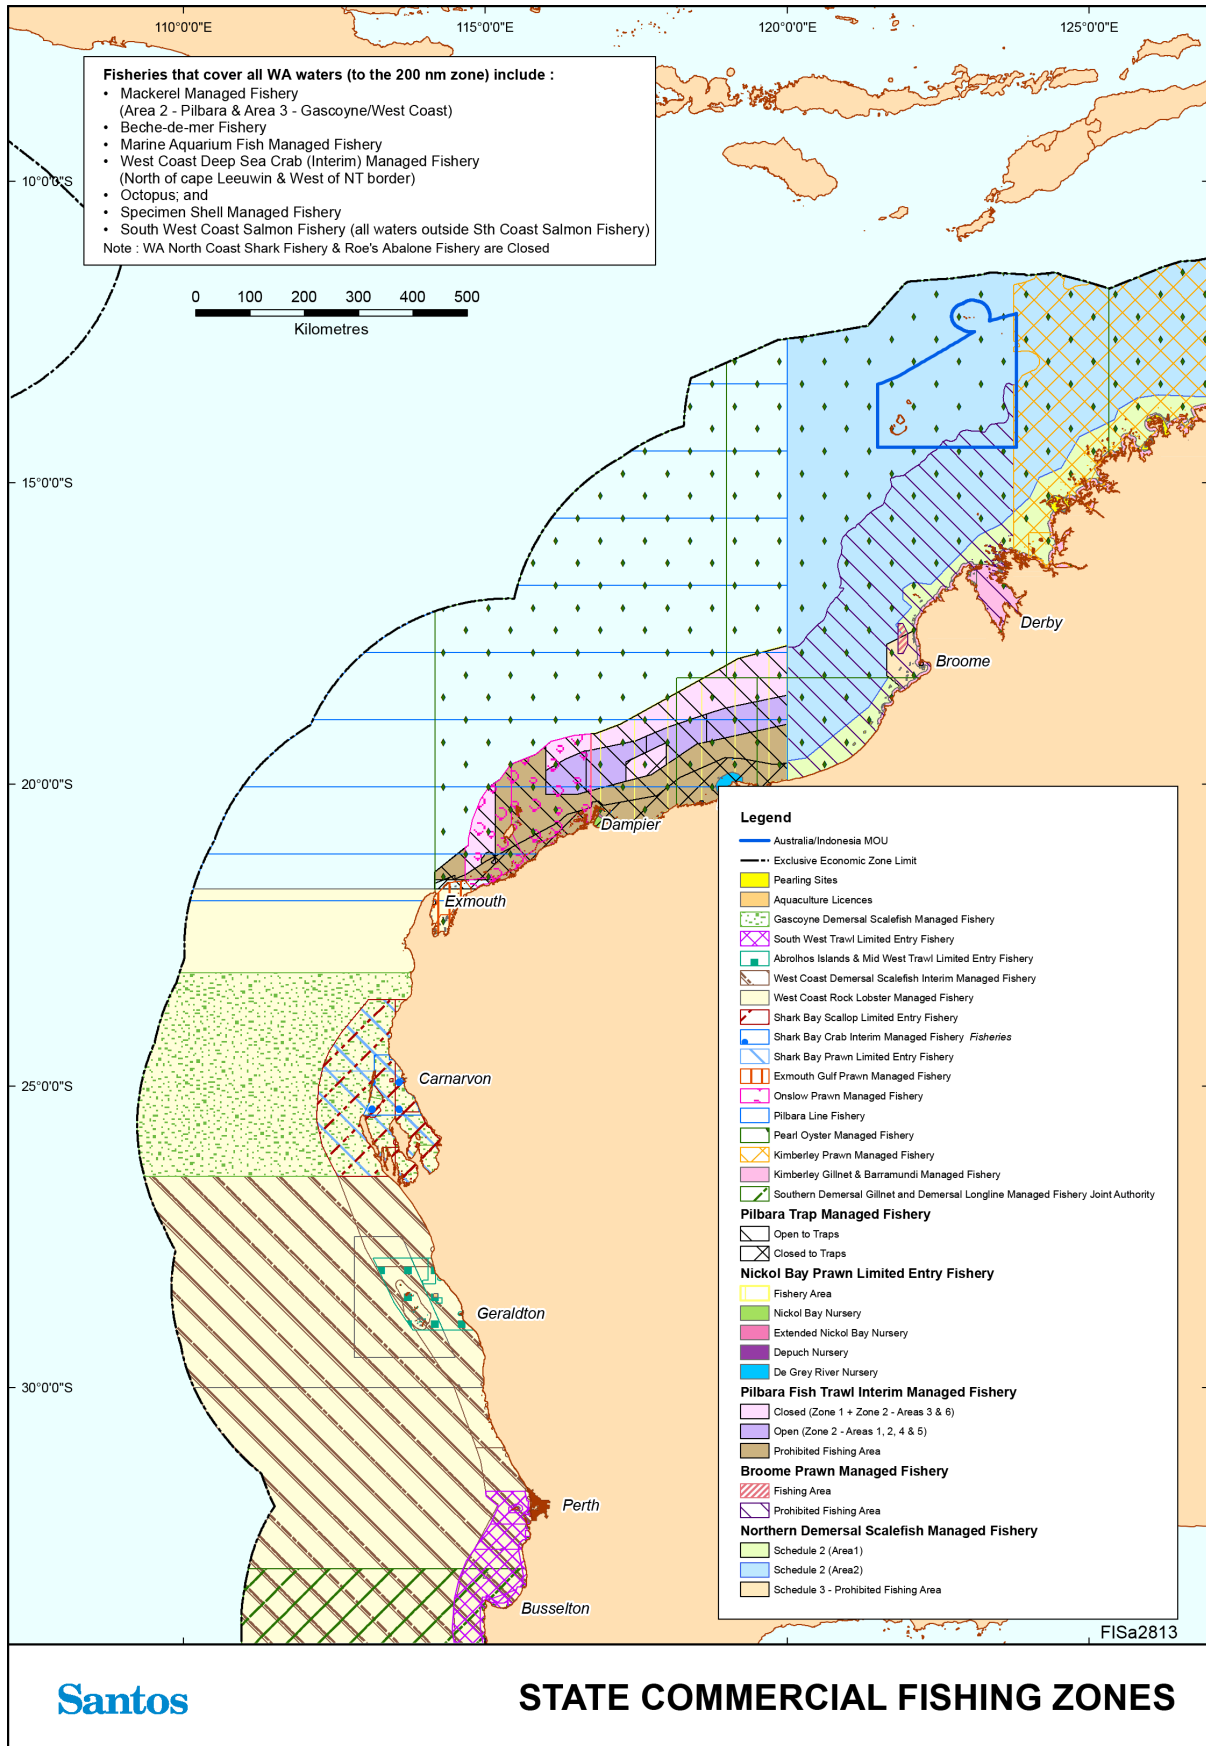 110°0'0"E
115°0'0"E
120°0'0"E
125°0'0"E
Fisheries that cover all WA waters (to the 200 nm zone) include :
• Mackerel Managed Fishery
(Area 2 - Pilbara & Area 3 - Gascoyne/West Coast)
• Beche-de-mer Fishery
• Marine Aquarium Fish Managed Fishery
• West Coast Deep Sea Crab (Interim) Managed Fishery
(North of cape Leeuwin & West of NT border)
• Octopus; and
• Specimen Shell Managed Fishery
• South West Coast Salmon Fishery (all waters outside Sth Coast Salmon Fishery)
Note : WA North Coast Shark Fishery & Roe's Abalone Fishery are Closed
10°0'0"S
0 100 200 300 400 500
Kilometres
15°0'0"S
Derby
Broome
20°0'0"S
Dampier
Exmouth
25°0'0"S
Carnarvon
Geraldton
30°0'0"S
Perth
Busselton
Legend
Australia/Indonesia MOU
Exclusive Economic Zone Limit
Pearling Sites
Aquaculture Licences
Gascoyne Demersal Scalefish Managed Fishery
South West Trawl Limited Entry Fishery
Abrolhos Islands & Mid West Trawl Limited Entry Fishery
West Coast Demersal Scalefish Interim Managed Fishery
West Coast Rock Lobster Managed Fishery
Shark Bay Scallop Limited Entry Fishery
Shark Bay Crab Interim Managed Fishery Fisheries
Shark Bay Prawn Limited Entry Fishery
Exmouth Gulf Prawn Managed Fishery
Onslow Prawn Managed Fishery
Pilbara Line Fishery
Pearl Oyster Managed Fishery
Kimberley Prawn Managed Fishery
Kimberley Gillnet & Barramundi Managed Fishery
Southern Demersal Gillnet and Demersal Longline Managed Fishery Joint Authority
Pilbara Trap Managed Fishery
Open to Traps
Closed to Traps
Nickol Bay Prawn Limited Entry Fishery
Fishery Area
Nickol Bay Nursery
Extended Nickol Bay Nursery
Depuch Nursery
De Grey River Nursery
Pilbara Fish Trawl Interim Managed Fishery
Closed (Zone 1 + Zone 2 - Areas 3 & 6)
Open (Zone 2 - Areas 1, 2, 4 & 5)
Prohibited Fishing Area
Broome Prawn Managed Fishery
Fishing Area
Prohibited Fishing Area
Northern Demersal Scalefish Managed Fishery
Schedule 2 (Area1)
Schedule 2 (Area2)
Schedule 3 - Prohibited Fishing Area
FISa2813
Santos
STATE COMMERCIAL FISHING ZONES